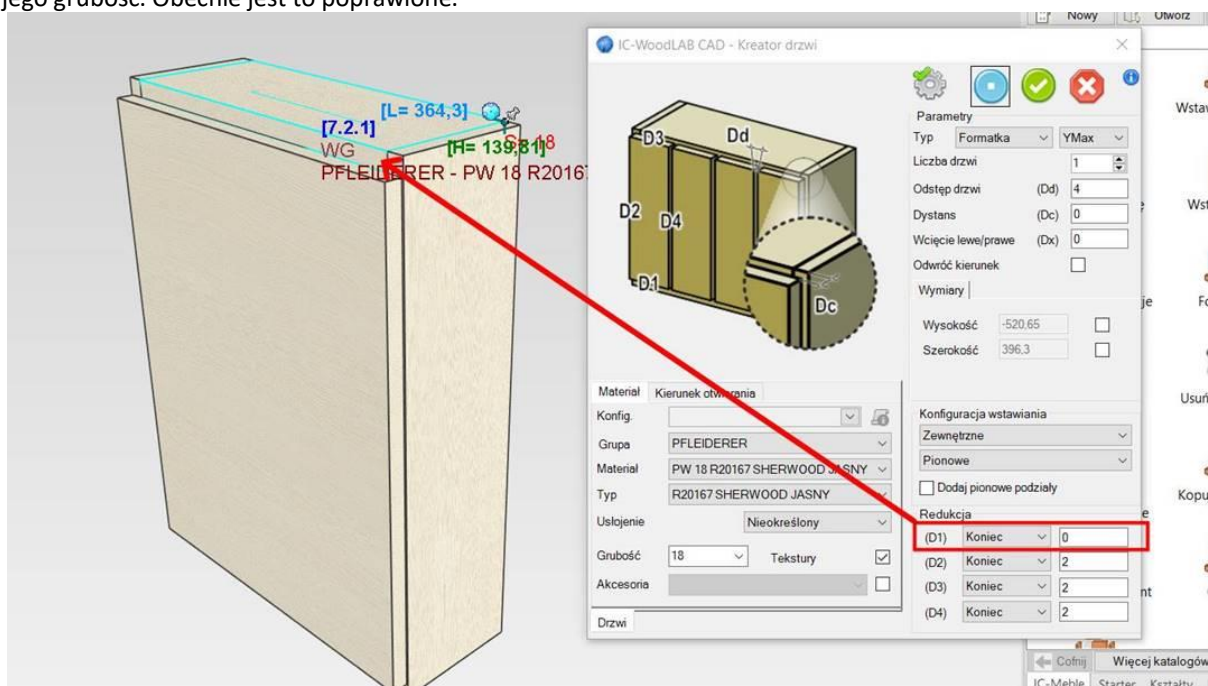 jego grubość. Obecnie jest to poprawione.
Nowy
Otwórz
IC-WoodLAB CAD - Kreator drzwi
[L= 364,3]
[7.2.1]
WG
[H= 139,81]
PFLEIDERER - PW 18 R20167
D3
Dd
D2
D4
D1
Dc
Parametry
Typ Formatka YMax
Liczba drzwi 1
Odstęp drzwi (Dd) 4
Dystans (Dc) 0
Wcięcie lewe/prawe (Dx) 0
Odwróć kierunek
Wymiary
Wysokość -520,65
Szerokość 396,3
Materiał Kierunek otwierania
Konfig.
Grupa PFLEIDERER
Materiał PW 18 R20167 SHERWOOD JASNY
Typ R20167 SHERWOOD JASNY
Usłojenie Nieokreślony
Grubość 18 Tekstury
Akcesoria
Drzwi
Konfiguracja wstawiania
Zewnętrzne
Pionowe
Dodaj pionowe podziały
Redukcja
(D1) Koniec 0
(D2) Koniec 2
(D3) Koniec 2
(D4) Koniec 2
Cofnij Więcej katalogów
IC-Meble Starter Kształty